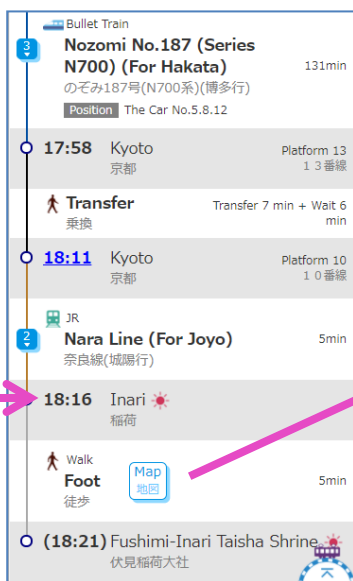 Bullet Train
3
Nozomi No.187 (Series
N700) (For Hakata)
131min
のぞみ187号(N700系)(博多行)
Position The Car No.5.8.12
17:58 Kyoto Platform 13
京都 13番線
Transfer Transfer 7 min + Wait 6
乗換 min
18:11 Kyoto Platform 10
京都 10番線
JR
2
Nara Line (For Joyo) 5min
奈良線(城陽行)
18:16 Inari
稲荷
Walk
Foot Map 5min
徒歩 地図
(18:21) Fushimi-Inari Taisha Shrine
伏見稲荷大社